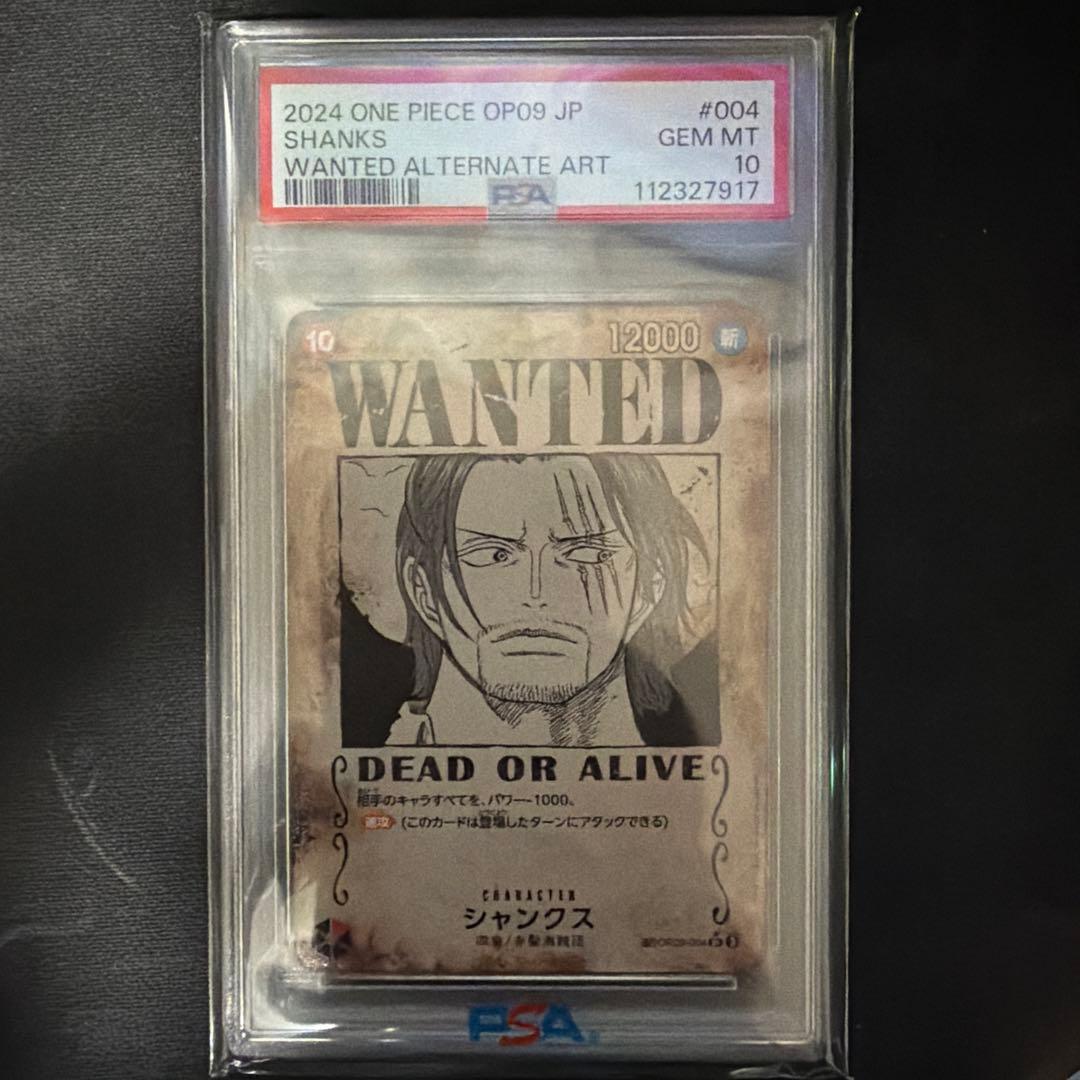 2024 ONE PIECE OP09 JP #004
SHANKS GEM MT
WANTED ALTERNATE ART 10
PSA 112327917
10 12000 斬
WANTED
DEAD OR ALIVE
相手のキャラすべてを、パワー-1000。
速攻 (このカードは登場したターンにアタックできる)
CHARACTER
シャンクス
四皇/赤髪海賊団
OP09-004
PSA